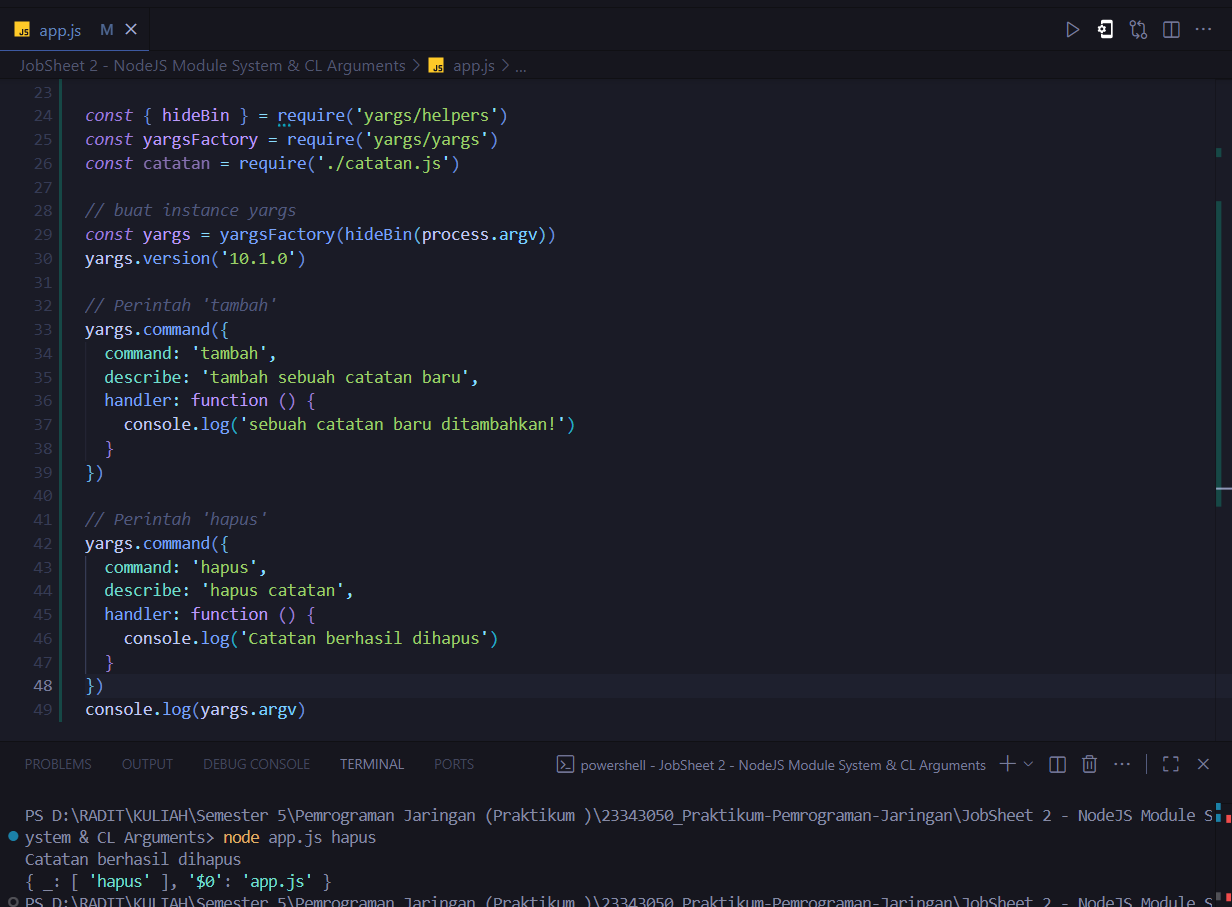 JS app.js M
JobSheet 2 - NodeJS Module System & CL Arguments > JS app.js > ...
23
24 const { hideBin } = require('yargs/helpers')
25 const yargsFactory = require('yargs/yargs')
26 const catatan = require('./catatan.js')
27
28 // buat instance yargs
29 const yargs = yargsFactory(hideBin(process.argv))
30 yargs.version('10.1.0')
31
32 // Perintah 'tambah'
33 yargs.command({
34   command: 'tambah',
35   describe: 'tambah sebuah catatan baru',
36   handler: function () {
37     console.log('sebuah catatan baru ditambahkan!')
38   }
39 })
40
41 // Perintah 'hapus'
42 yargs.command({
43   command: 'hapus',
44   describe: 'hapus catatan',
45   handler: function () {
46     console.log('Catatan berhasil dihapus')
47   }
48 })
49 console.log(yargs.argv)
PROBLEMS OUTPUT DEBUG CONSOLE TERMINAL PORTS powershell - JobSheet 2 - NodeJS Module System & CL Arguments
PS D:\RADIT\KULIAH\Semester 5\Pemrograman Jaringan (Praktikum )\23343050_Praktikum-Pemrograman-Jaringan\JobSheet 2 - NodeJS Module S
ystem & CL Arguments> node app.js hapus
Catatan berhasil dihapus
{ _: [ 'hapus' ], '$0': 'app.js' }
PS D:\RADIT\KULIAH\Semester 5\Pemrograman Jaringan (Praktikum )\23343050_Praktikum-Pemrograman-Jaringan\JobSheet 2 - NodeJS Module S